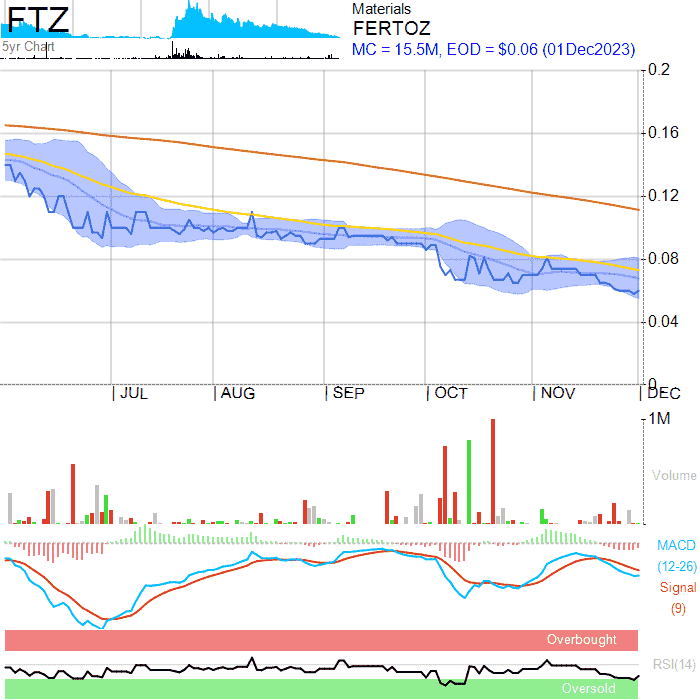 FTZ
5yr Chart
Materials
FERTOZ
MC = 15.5M, EOD = $0.06 (01Dec2023)
0.2
0.16
0.12
0.08
0.04
0
JUL AUG SEP OCT NOV DEC
1M
Volume
MACD
(12-26)
Signal
(9)
Overbought
RSI(14)
Oversold